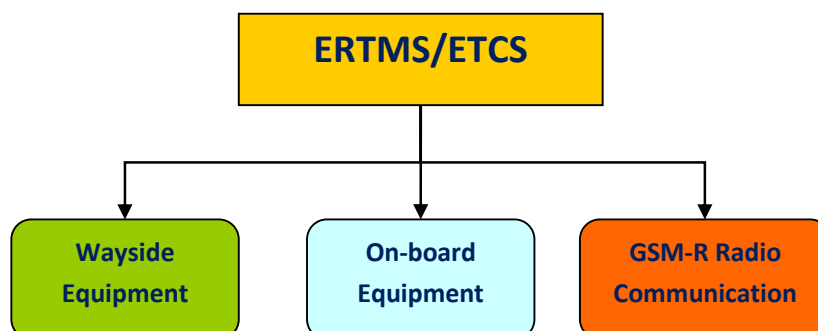 ERTMS/ETCS
Wayside
Equipment
On-board
Equipment
GSM-R Radio
Communication